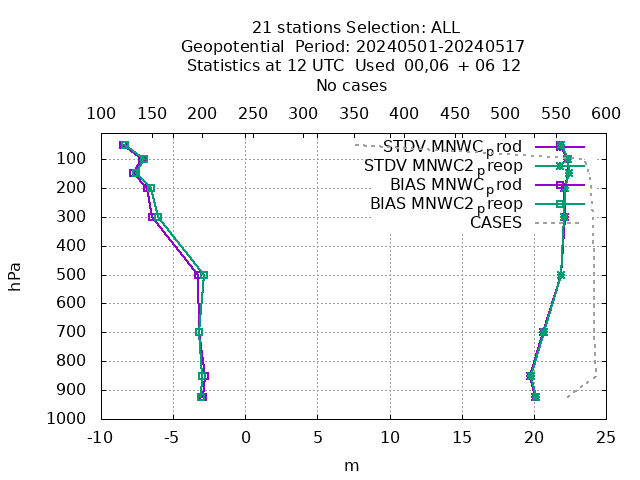 21 stations Selection: ALL
Geopotential  Period: 20240501-20240517
Statistics at 12 UTC  Used  00,06  + 06 12
No cases
100 150 200 250 300 350 400 450 500 550 600
STDV MNWC_prod
STDV MNWC2_preop
BIAS MNWC_prod
BIAS MNWC2_preop
CASES
hPa
100
200
300
400
500
600
700
800
900
1000
-10 -5 0 5 10 15 20 25
m